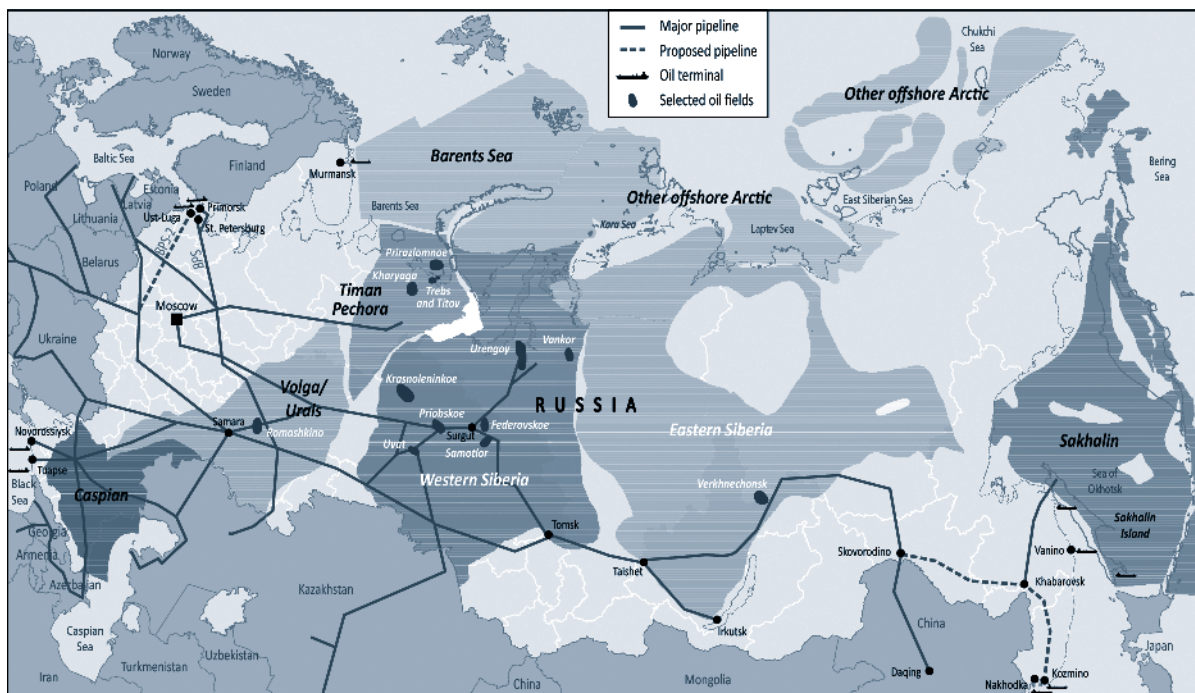 Major pipeline
Proposed pipeline
Oil terminal
Selected oil fields
Chukchi
Sea
Norway
Sweden
Other offshore Arctic
Baltic Sea
Finland
Barents Sea
Murmansk
Bering
Sea
Poland
Estonia
Latvia
Primorsk
Ust-Luga
St. Petersburg
Lithuania
Other offshore Arctic
East Siberian Sea
Barents Sea
Kara Sea
Laptev Sea
BPS-2
Belarus
Prirazlomnoe
Kharyaga
Trebs
and Titov
Timan
Pechora
Moscow
Ukraine
Urengoy
Vankor
Volga/
Urals
Krasnoleninkoe
RUSSIA
Samara
Romashkino
Priobskoe
Surgut
Federovskoe
Samotlor
Uvat
Eastern Siberia
Sakhalin
Novorossiysk
Tuapse
Black
Sea
Caspian
Western Siberia
Verkhnechonsk
Sea of
Okhotsk
Sakhalin
Island
Georgia
Armenia
Azerbaijan
Tomsk
Taishet
Skovorodino
Vanino
Khabarovsk
Kazakhstan
Irkutsk
Caspian
Sea
Uzbekistan
Turkmenistan
Iran
China
Mongolia
China
Daqing
Japan
Nakhodka
Kozmino